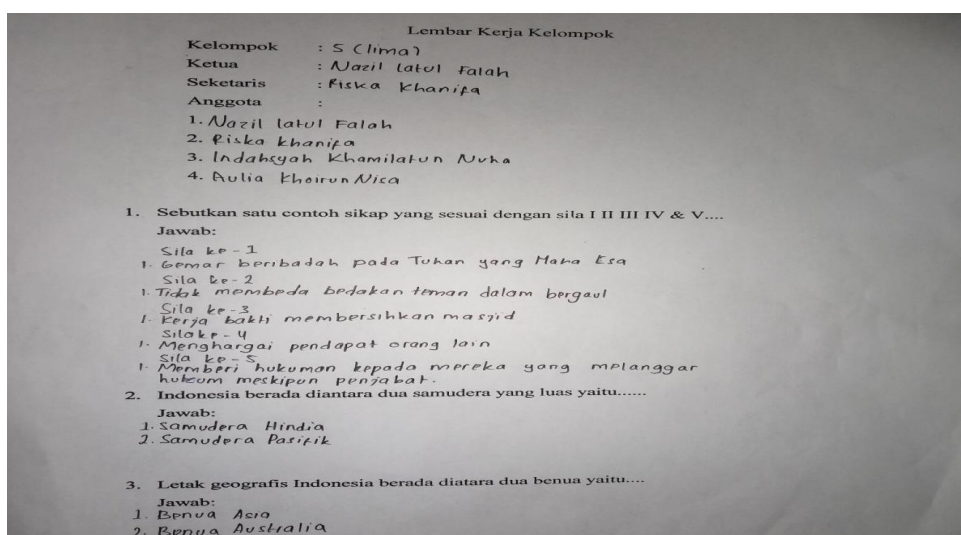 Lembar Kerja Kelompok
Kelompok : 5 (lima)
Ketua : Nazil latul Falah
Seketaris : Riska Khanifa
Anggota :
1. Nazil latul Falah
2. Riska khanifa
3. Indahsyah Khamilatun Nuha
4. Aulia Khoirun Nisa
1. Sebutkan satu contoh sikap yang sesuai dengan sila I II III IV & V....
Jawab:
Sila ke-1
1. Gemar beribadah pada Tuhan yang Maha Esa
Sila ke-2
1. Tidak membeda bedakan teman dalam bergaul
Sila ke-3
1. Kerja bakti membersihkan masjid
Sila ke-4
1. Menghargai pendapat orang lain
Sila ke-5
1. Memberi hukuman kepada mereka yang melanggar
hukum meskipun penjabat.
2. Indonesia berada diantara dua samudera yang luas yaitu......
Jawab:
1. Samudera Hindia
2. Samudera Pasifik
3. Letak geografis Indonesia berada diatara dua benua yaitu....
Jawab:
1. Benua Asia
2. Benua Australia